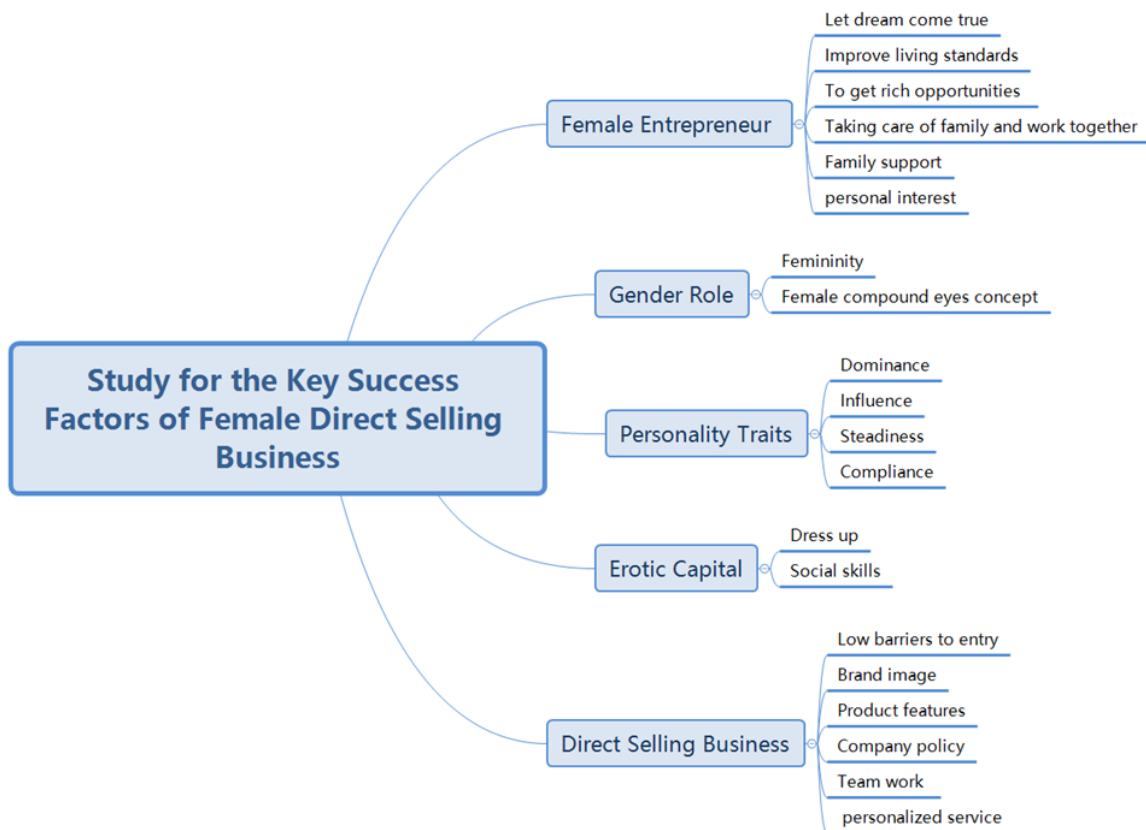 Study for the Key Success
Factors of Female Direct Selling
Business
Female Entrepreneur
Let dream come true
Improve living standards
To get rich opportunities
Taking care of family and work together
Family support
personal interest
Gender Role
Femininity
Female compound eyes concept
Personality Traits
Dominance
Influence
Steadiness
Compliance
Erotic Capital
Dress up
Social skills
Direct Selling Business
Low barriers to entry
Brand image
Product features
Company policy
Team work
personalized service